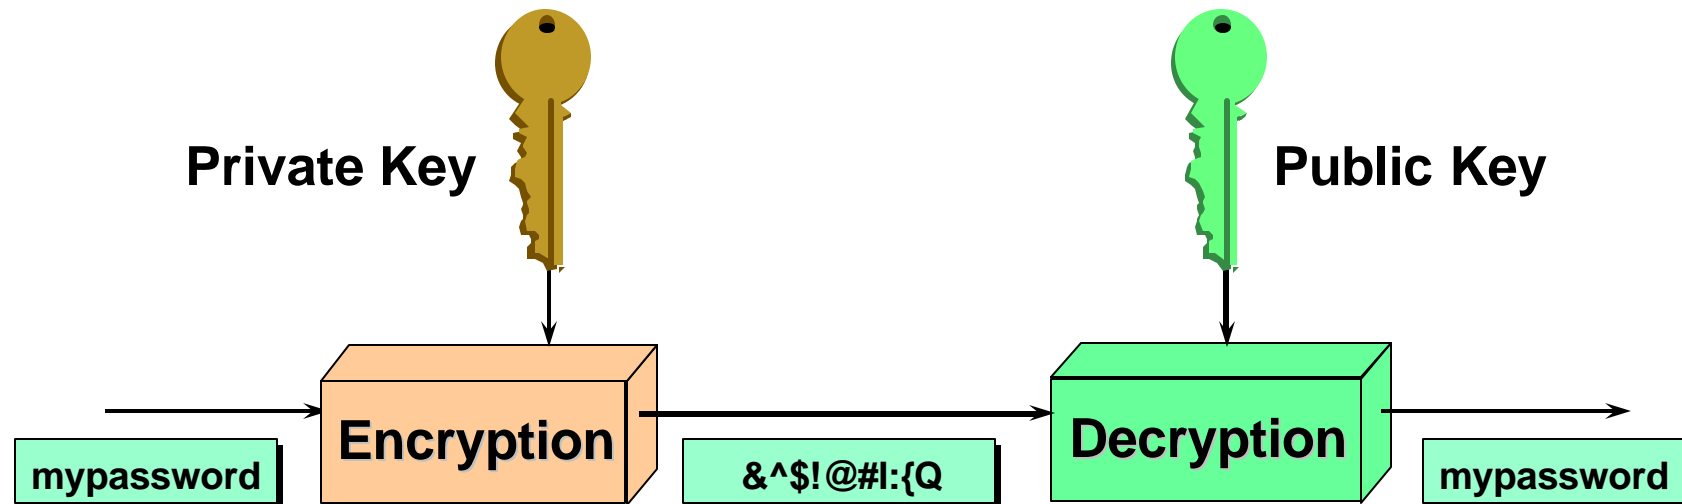 Private Key
Public Key
Encryption
Decryption
mypassword
&^$!@#l:{Q
mypassword